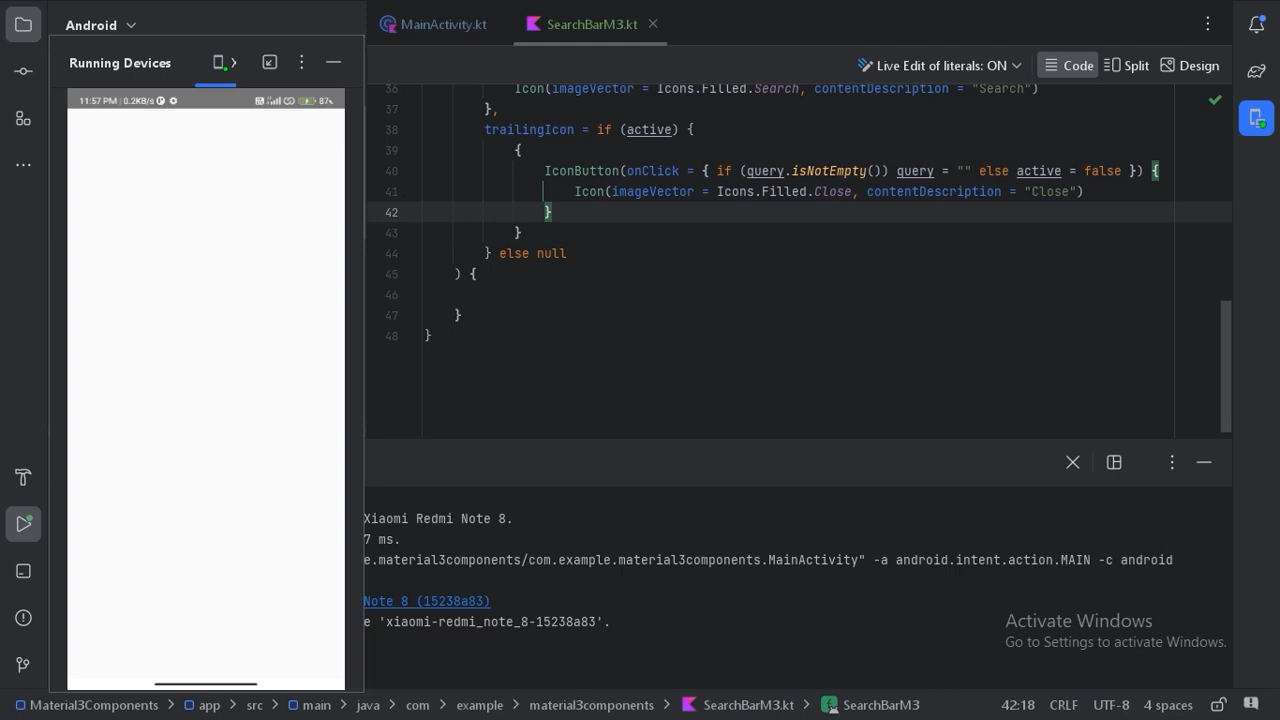 Android
MainActivity.kt
SearchBarM3.kt
Running Devices
Live Edit of literals: ON
Code
Split
Design
11:57 PM | 0.2KB/s
87%
36 Icon(imageVector = Icons.Filled.Search, contentDescription = "Search")
37 },
38 trailingIcon = if (active) {
39 {
40 IconButton(onClick = { if (query.isNotEmpty()) query = "" else active = false }) {
41 Icon(imageVector = Icons.Filled.Close, contentDescription = "Close")
42 }
43 }
44 } else null
45 ) {
46
47 }
48 }
Xiaomi Redmi Note 8.
7 ms.
e.material3components/com.example.material3components.MainActivity" -a android.intent.action.MAIN -c android
Note 8 (15238a83)
e 'xiaomi-redmi_note_8-15238a83'.
Activate Windows
Go to Settings to activate Windows.
Material3Components > app > src > main > java > com > example > material3components > SearchBarM3.kt > SearchBarM3
42:18 CRLF UTF-8 4 spaces